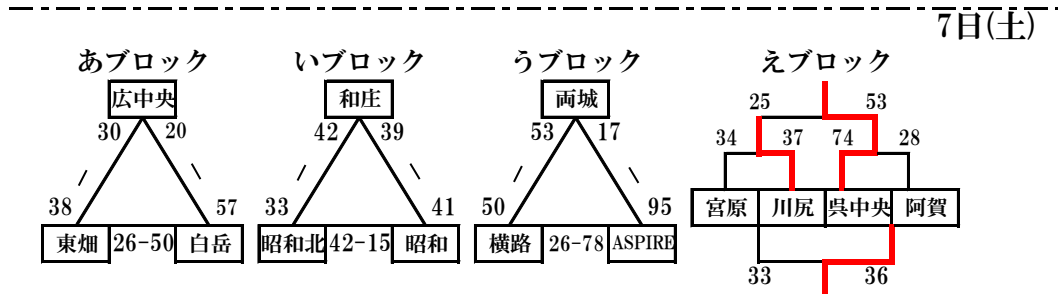 7日(土)
あブロック いブロック うブロック えブロック
広中央 和庄 両城
25 53
30 20 42 39 53 17
34 37 74 28
38 57 33 41 50 95
宮原 川尻 呉中央 阿賀
東畑 26-50 白岳 昭和北 42-15 昭和 横路 26-78 ASPIRE
33 36